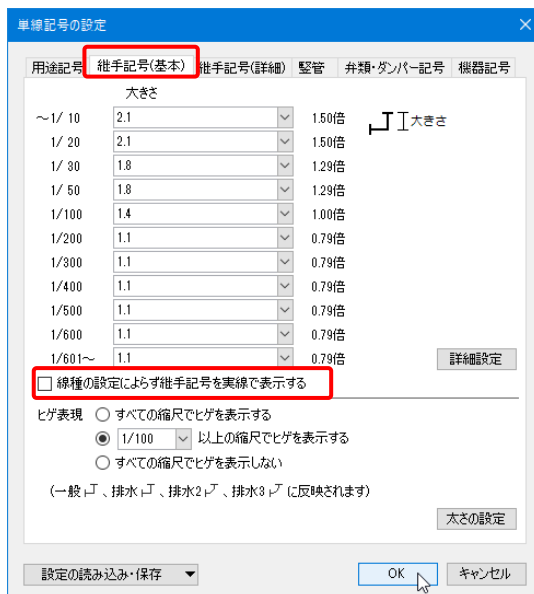 単線記号の設定
用途記号 継手記号(基本) 継手記号(詳細) 竪管 弁類・ダンパー記号 機器記号
大きさ
～1/ 10 2.1 1.50倍 大きさ
1/ 20 2.1 1.50倍
1/ 30 1.8 1.29倍
1/ 50 1.8 1.29倍
1/100 1.4 1.00倍
1/200 1.1 0.79倍
1/300 1.1 0.79倍
1/400 1.1 0.79倍
1/500 1.1 0.79倍
1/600 1.1 0.79倍
1/601～ 1.1 0.79倍 詳細設定
線種の設定によらず継手記号を実線で表示する
ヒゲ表現 すべての縮尺でヒゲを表示する
1/100 以上の縮尺でヒゲを表示する
すべての縮尺でヒゲを表示しない
(一般 、排水 、排水2 、排水3 に反映されます)
太さの設定
設定の読み込み・保存 OK キャンセル